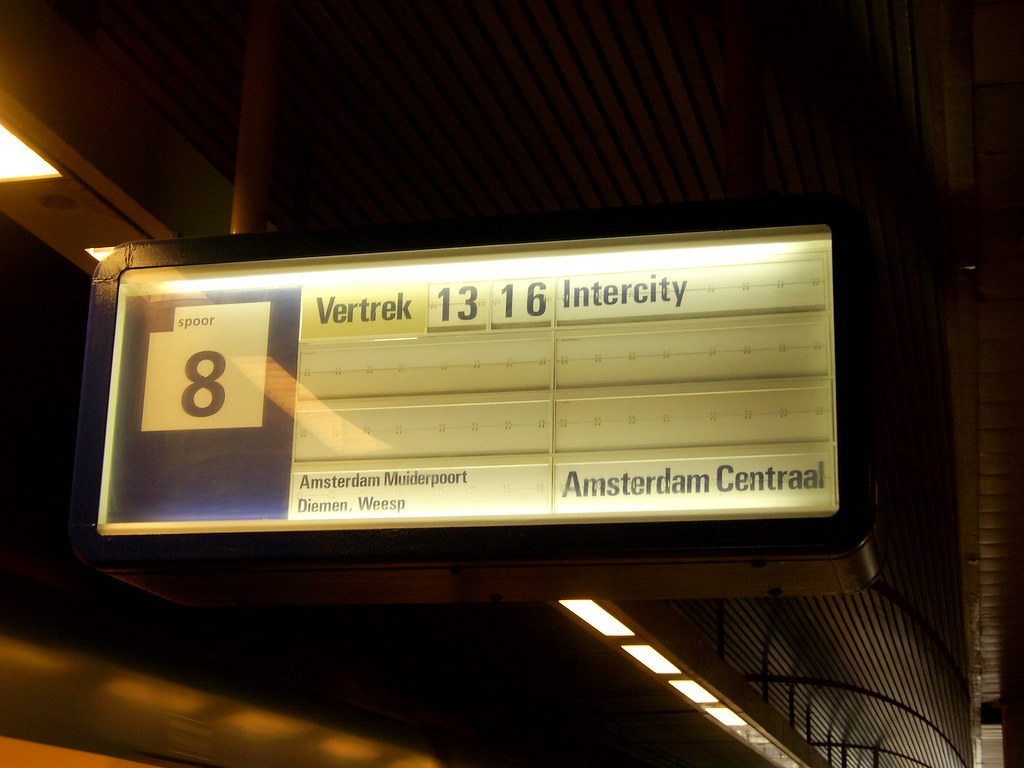 spoor
8
Vertrek 13 16 Intercity
Amsterdam Muiderpoort
Diemen, Weesp
Amsterdam Centraal